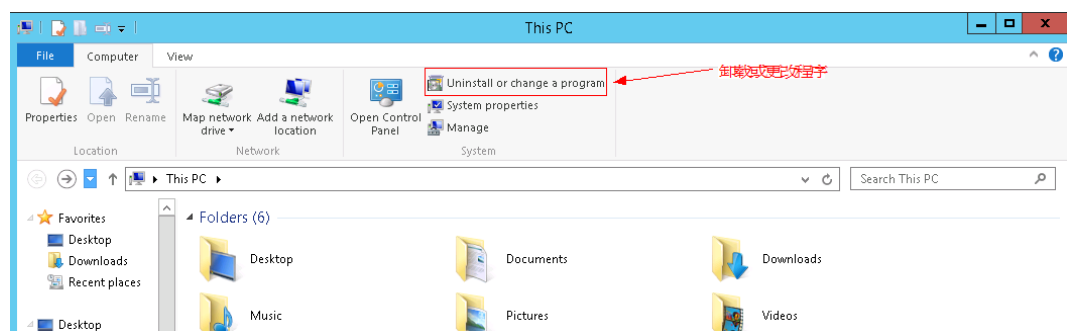 This PC
File Computer View
Uninstall or change a program
卸载或更改程序
System properties
Manage
Properties Open Rename
Map network drive
Add a network location
Open Control Panel
Location
Network
System
This PC
Search This PC
Favorites
Desktop
Downloads
Recent places
Desktop
Folders (6)
Desktop
Documents
Downloads
Music
Pictures
Videos